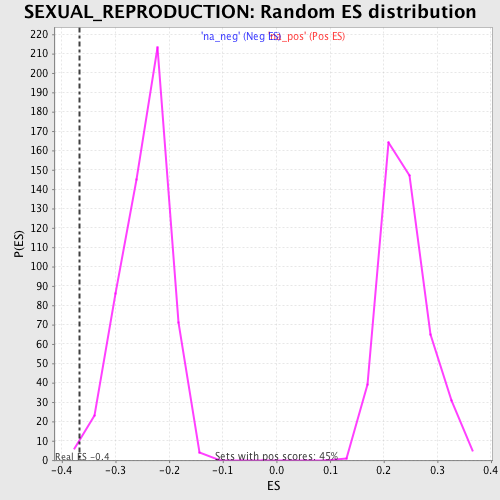 SEXUAL_REPRODUCTION: Random ES distribution
'na_neg' (Neg ES)
'na_pos' (Pos ES)
220
210
200
190
180
170
160
150
140
130
120
110
100
90
80
70
60
50
40
30
20
10
0
P(ES)
Real ES -0.4
Sets with pos scores: 45%
-0.4 -0.3 -0.2 -0.1 0.0 0.1 0.2 0.3 0.4
ES